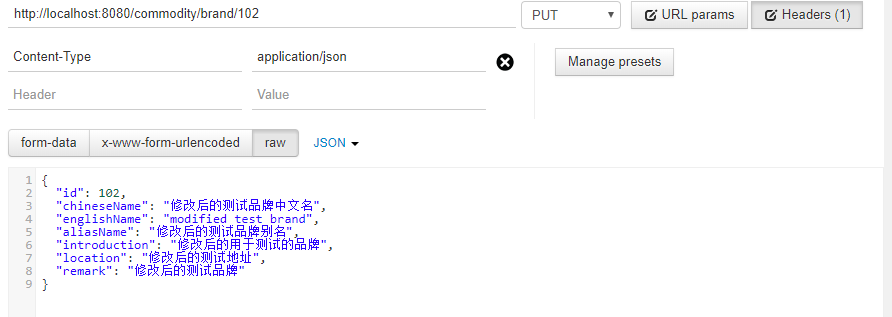 http://localhost:8080/commodity/brand/102 PUT URL params Headers (1)
Content-Type application/json Manage presets
Header Value
form-data x-www-form-urlencoded raw JSON
1 {
2 "id": 102,
3 "chineseName": "修改后的测试品牌中文名",
4 "englishName": "modified test brand",
5 "aliasName": "修改后的测试品牌别名",
6 "introduction": "修改后的用于测试的品牌",
7 "location": "修改后的测试地址",
8 "remark": "修改后的测试品牌"
9 }